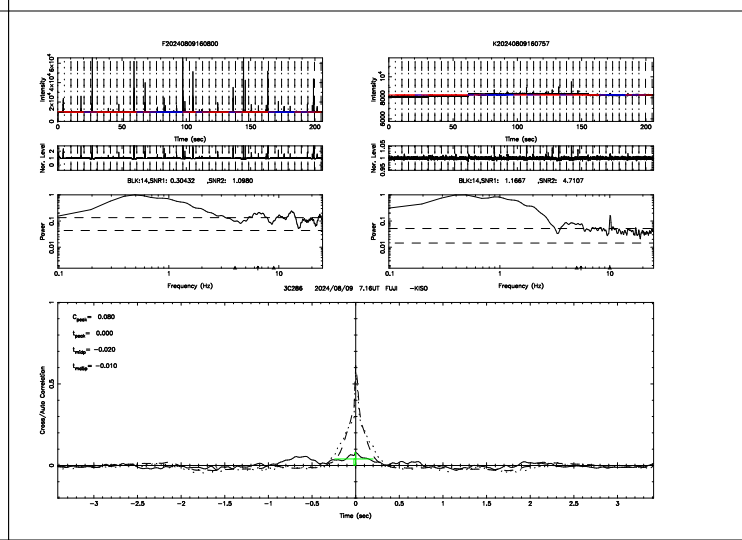 F20240809160800
K20240809160757
Intensity
0 2×10⁴ 4×10⁴ 6×10⁴
0 50 100 150 200
Time (sec)
Intensity
6000 8000 10⁴
0 50 100 150 200
Time (sec)
Nor. Level
1 2
Nor. Level
0.95 1 1.05
BLK:14,SNR1: 0.30432 ,SNR2: 1.0980
BLK:14,SNR1: 1.1667 ,SNR2: 4.7107
Power
0.01 0.1 1
0.1 1 10
Frequency (Hz)
Power
0.01 0.1 1
0.1 1 10
Frequency (Hz)
3C286 2024/08/09 7.16UT FUJI -KISO
C_peak= 0.080
t_peak= 0.000
t_midp= -0.020
Cross/Auto Correlation
0 0.5 1
-3 -2.5 -2 -1.5 -1 -0.5 0 0.5 1 1.5 2 2.5 3
Time (sec)